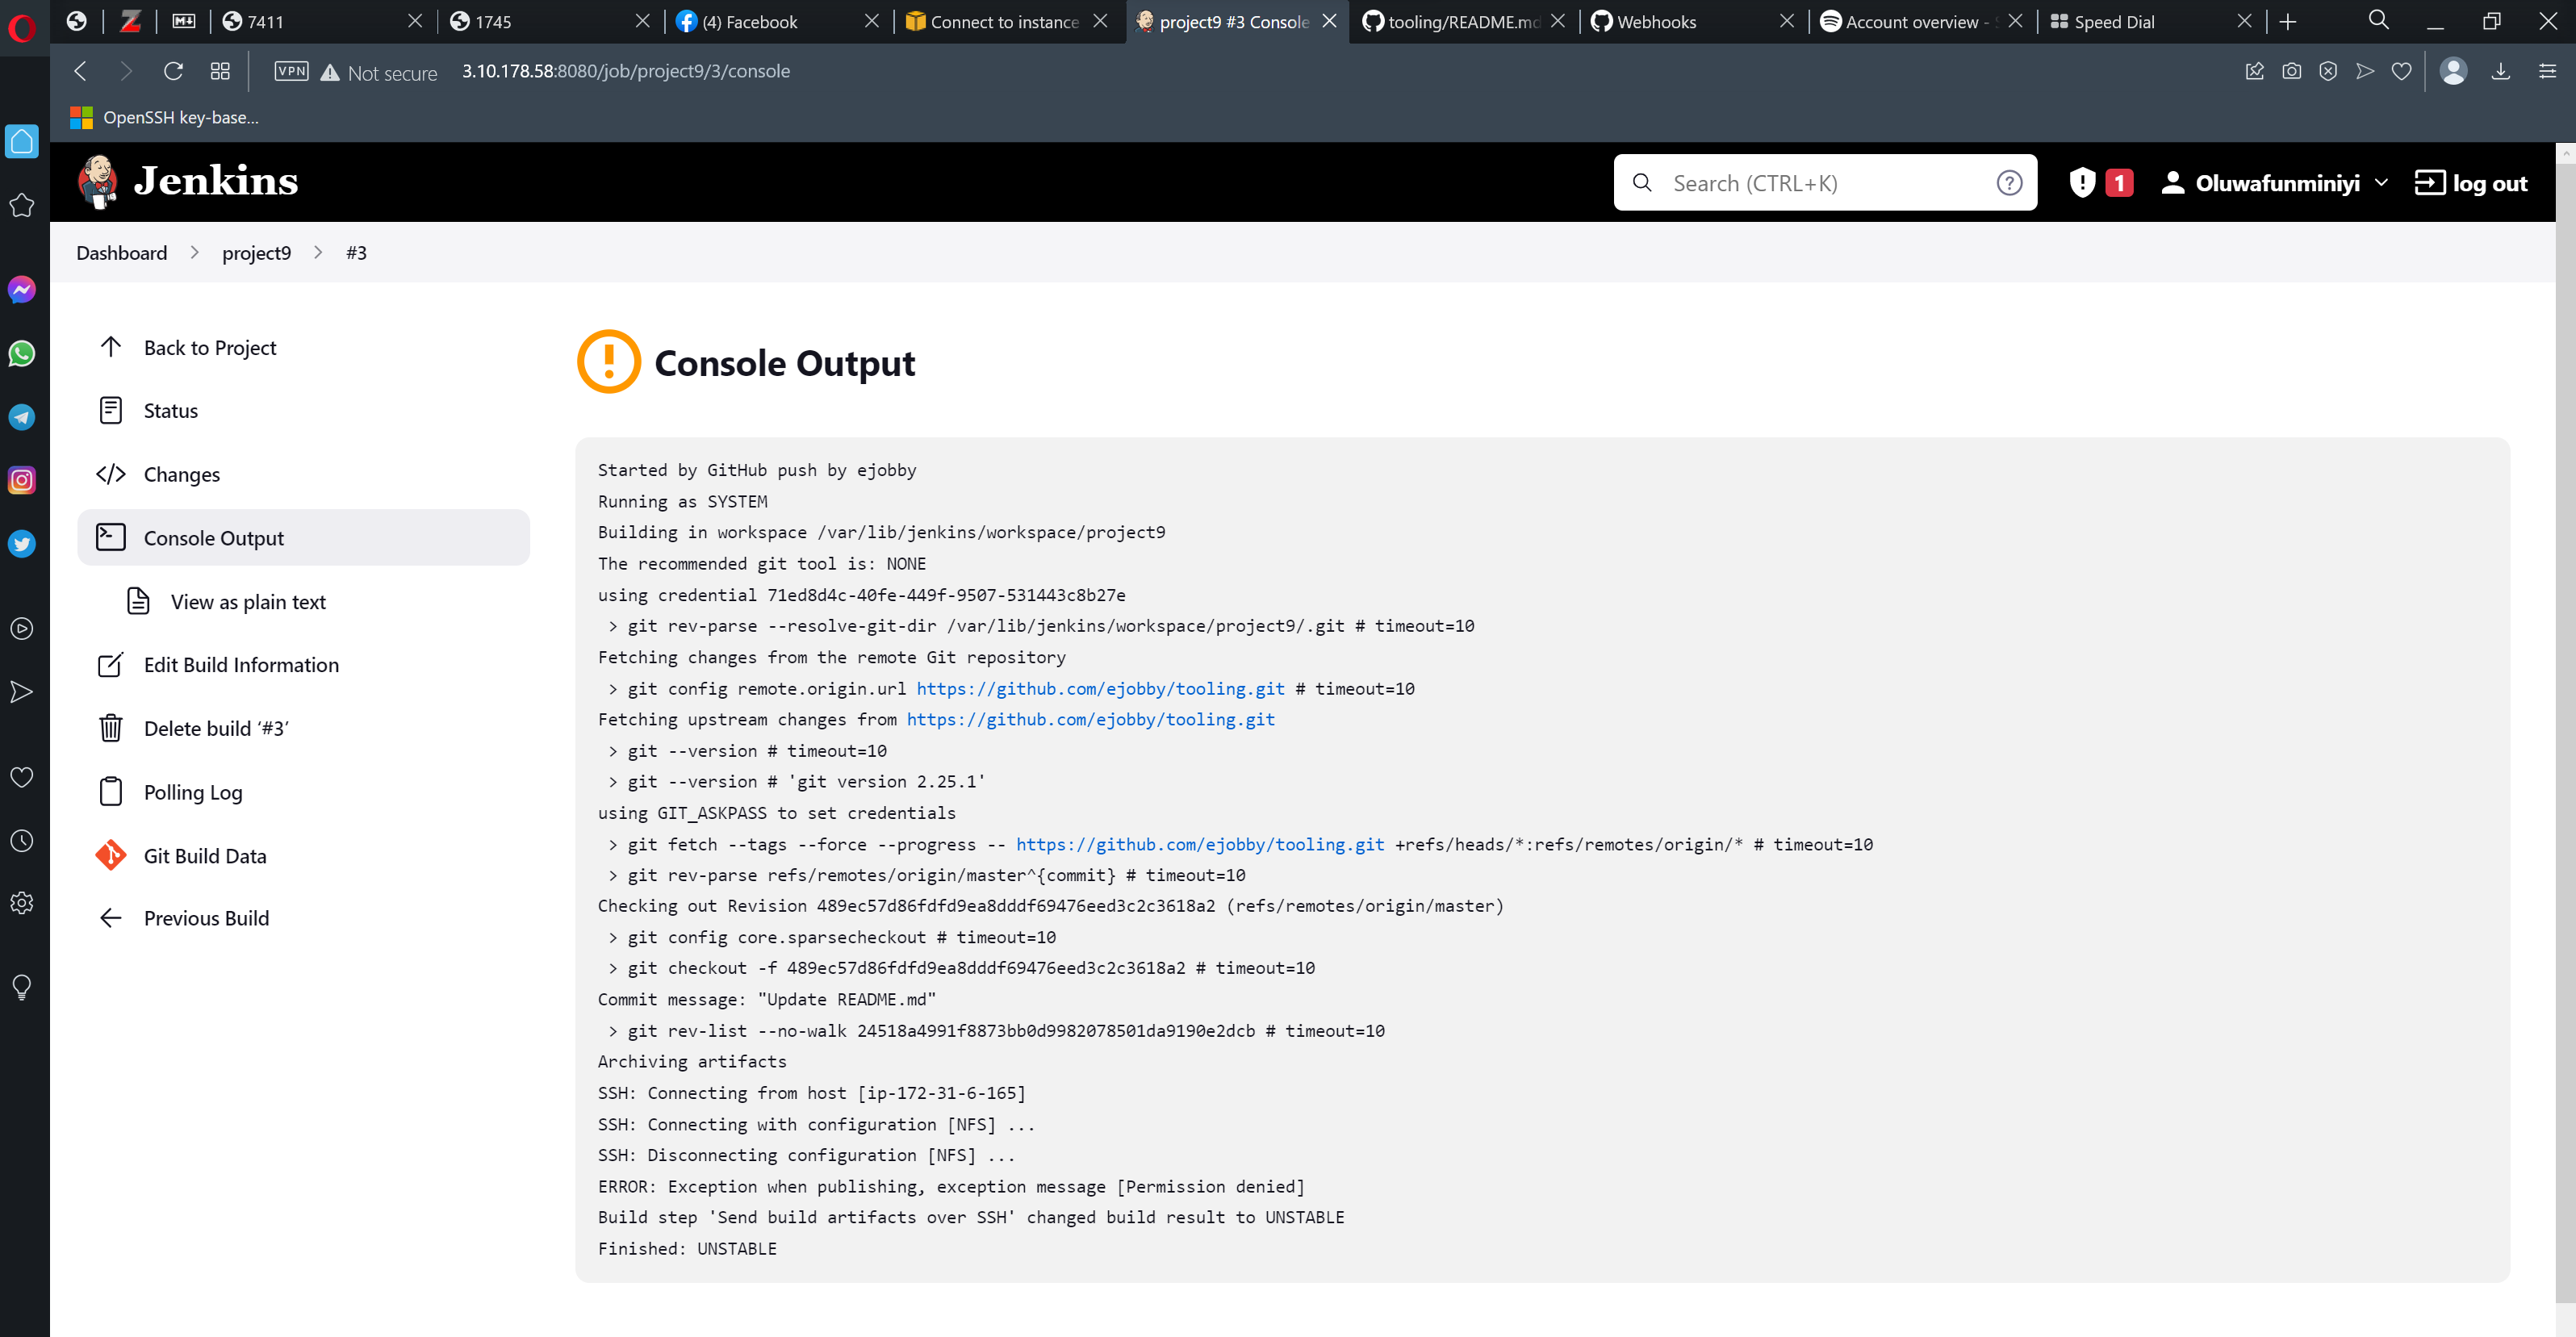 7411
1745
(4) Facebook
Connect to instance
project9 #3 Console
tooling/README.md
Webhooks
Account overview -
Speed Dial
VPN
Not secure
3.10.178.58:8080/job/project9/3/console
OpenSSH key-base...
Jenkins
Search (CTRL+K)
1
Oluwafunminiyi
log out
Dashboard
project9
#3
Back to Project
Status
Changes
Console Output
View as plain text
Edit Build Information
Delete build ‘#3’
Polling Log
Git Build Data
Previous Build
Console Output
Started by GitHub push by ejobby
Running as SYSTEM
Building in workspace /var/lib/jenkins/workspace/project9
The recommended git tool is: NONE
using credential 71ed8d4c-40fe-449f-9507-531443c8b27e
> git rev-parse --resolve-git-dir /var/lib/jenkins/workspace/project9/.git # timeout=10
Fetching changes from the remote Git repository
> git config remote.origin.url https://github.com/ejobby/tooling.git # timeout=10
Fetching upstream changes from https://github.com/ejobby/tooling.git
> git --version # timeout=10
> git --version # 'git version 2.25.1'
using GIT_ASKPASS to set credentials
> git fetch --tags --force --progress -- https://github.com/ejobby/tooling.git +refs/heads/*:refs/remotes/origin/* # timeout=10
> git rev-parse refs/remotes/origin/master^{commit} # timeout=10
Checking out Revision 489ec57d86fdfd9ea8dddf69476eed3c2c3618a2 (refs/remotes/origin/master)
> git config core.sparsecheckout # timeout=10
> git checkout -f 489ec57d86fdfd9ea8dddf69476eed3c2c3618a2 # timeout=10
Commit message: "Update README.md"
> git rev-list --no-walk 24518a4991f8873bb0d9982078501da9190e2dcb # timeout=10
Archiving artifacts
SSH: Connecting from host [ip-172-31-6-165]
SSH: Connecting with configuration [NFS] ...
SSH: Disconnecting configuration [NFS] ...
ERROR: Exception when publishing, exception message [Permission denied]
Build step 'Send build artifacts over SSH' changed build result to UNSTABLE
Finished: UNSTABLE